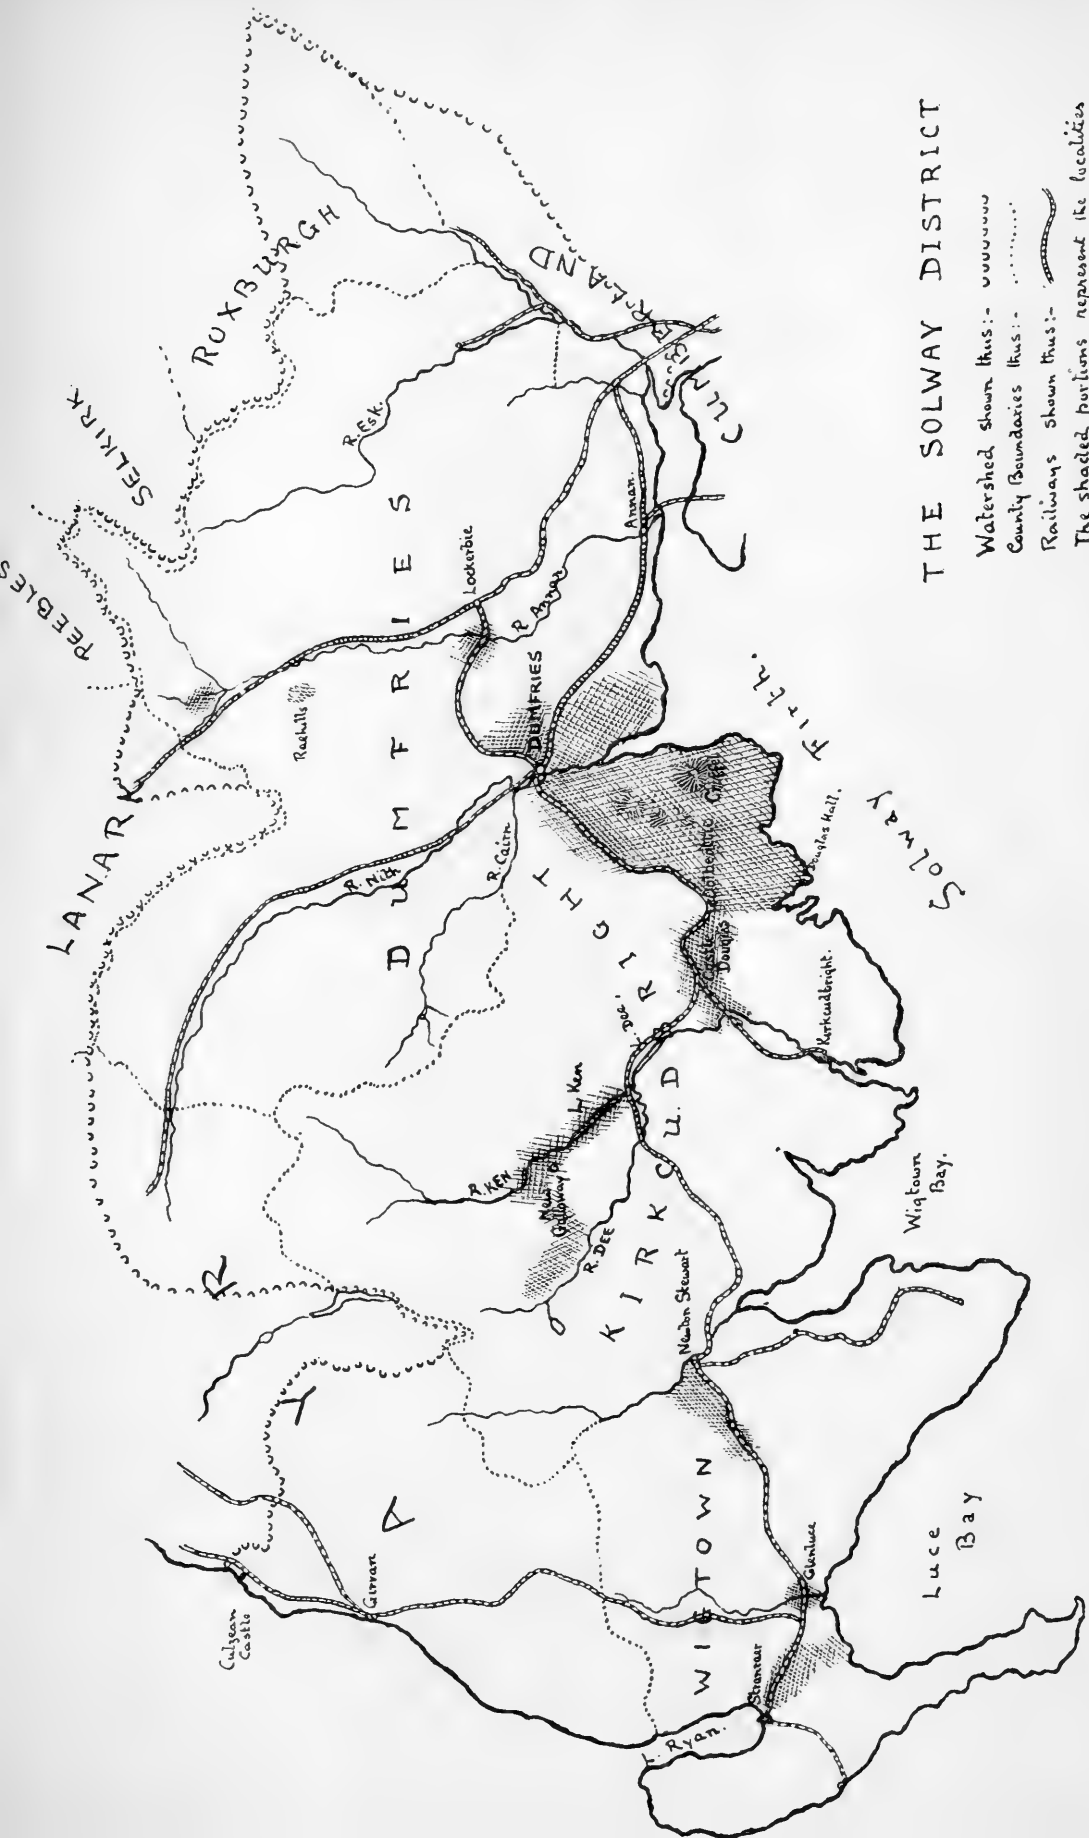 THE SOLWAY DISTRICT
Watershed shown thus:-
County Boundaries thus:-
Railways shown thus:-
The shaded portions represent the localities
PEEBLES
SELKIRK
ROXBURGH
LANARK
DUMFRIES
CUMBERLAND
AYR
KIRKCUDBRIGHT
WIGTOWN
R. Esk.
Lockerbie
R. Annan
Annan.
Raehills
DUMFRIES
R. Nith
R. Cairn
Criffel
Dalbeattie
Douglas Hall.
Castle
Douglas
Solway Firth.
Kirkcudbright.
L. Dee
L. Ken
R. KEN
New
Galloway
R. DEE
Newton Stewart
Wigtown
Bay.
Culzean
Castle
Girvan
Glenluce
Luce
Bay
Stranraer
L. Ryan.